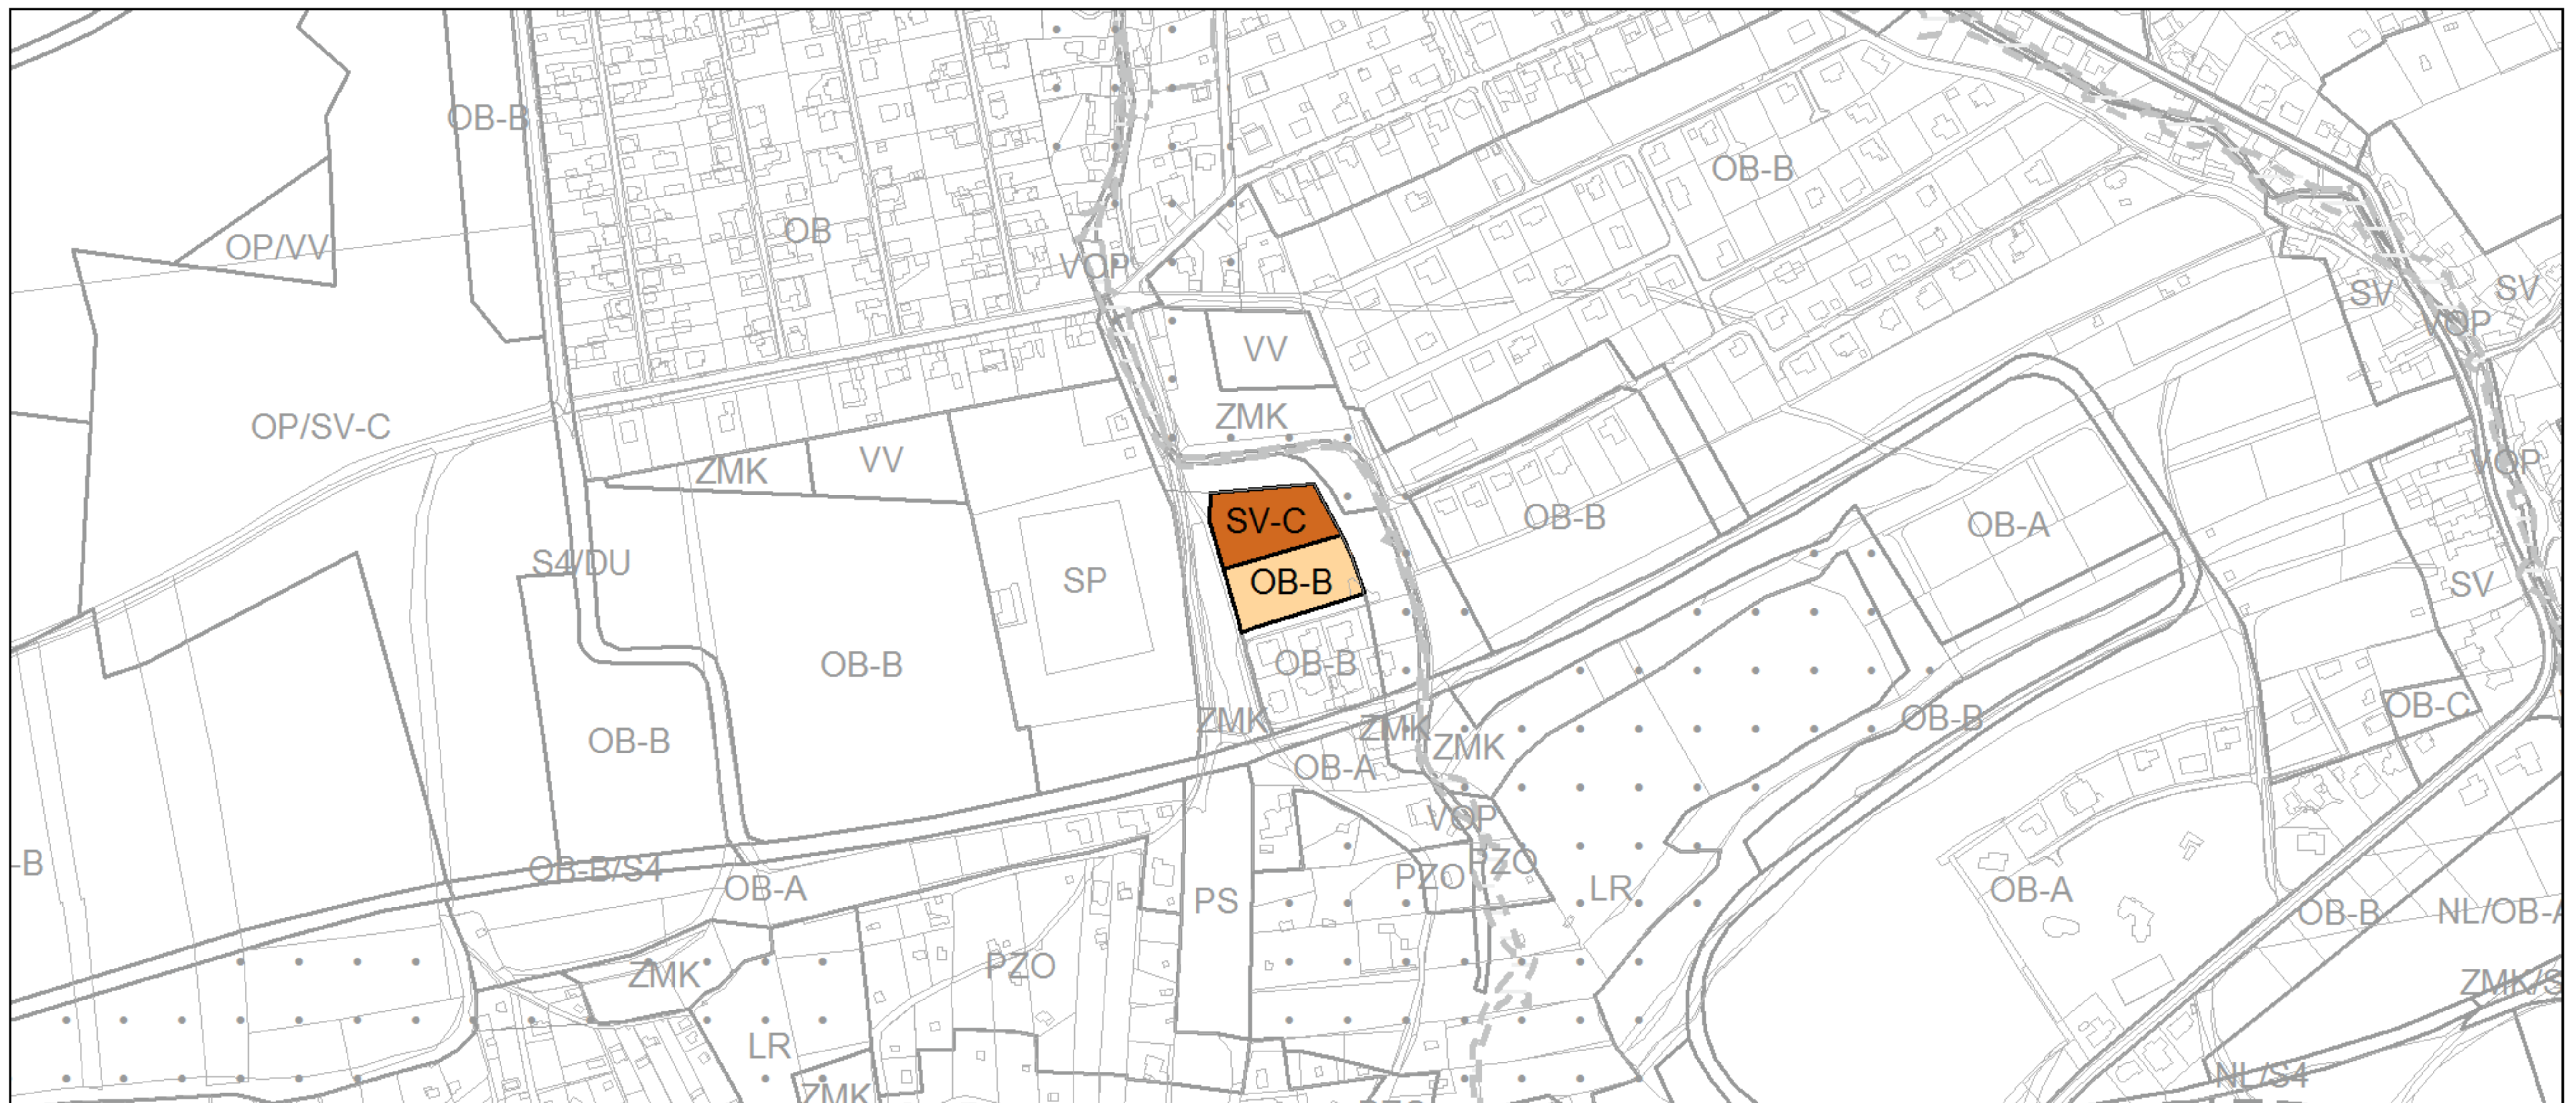 OB-B
OB-B
OB
OP/VV
VOP
SV
SV
VOP
VV
OP/SV-C
ZMK
VV
ZMK
VOP
SV-C
OB-B
OB-A
S4/DU
SP
OB-B
SV
OB-B
OB-B
OB-C
ZMK
ZMK
OB-B
OB-B
ZMK
OB-A
VOP
-B
OB-B/S4
OB-A
PZO
PZO
LR
OB-A
PS
OB-B
NL/OB-A
PZO
ZMK
ZMK/S
LR
NL/S4
ZMK